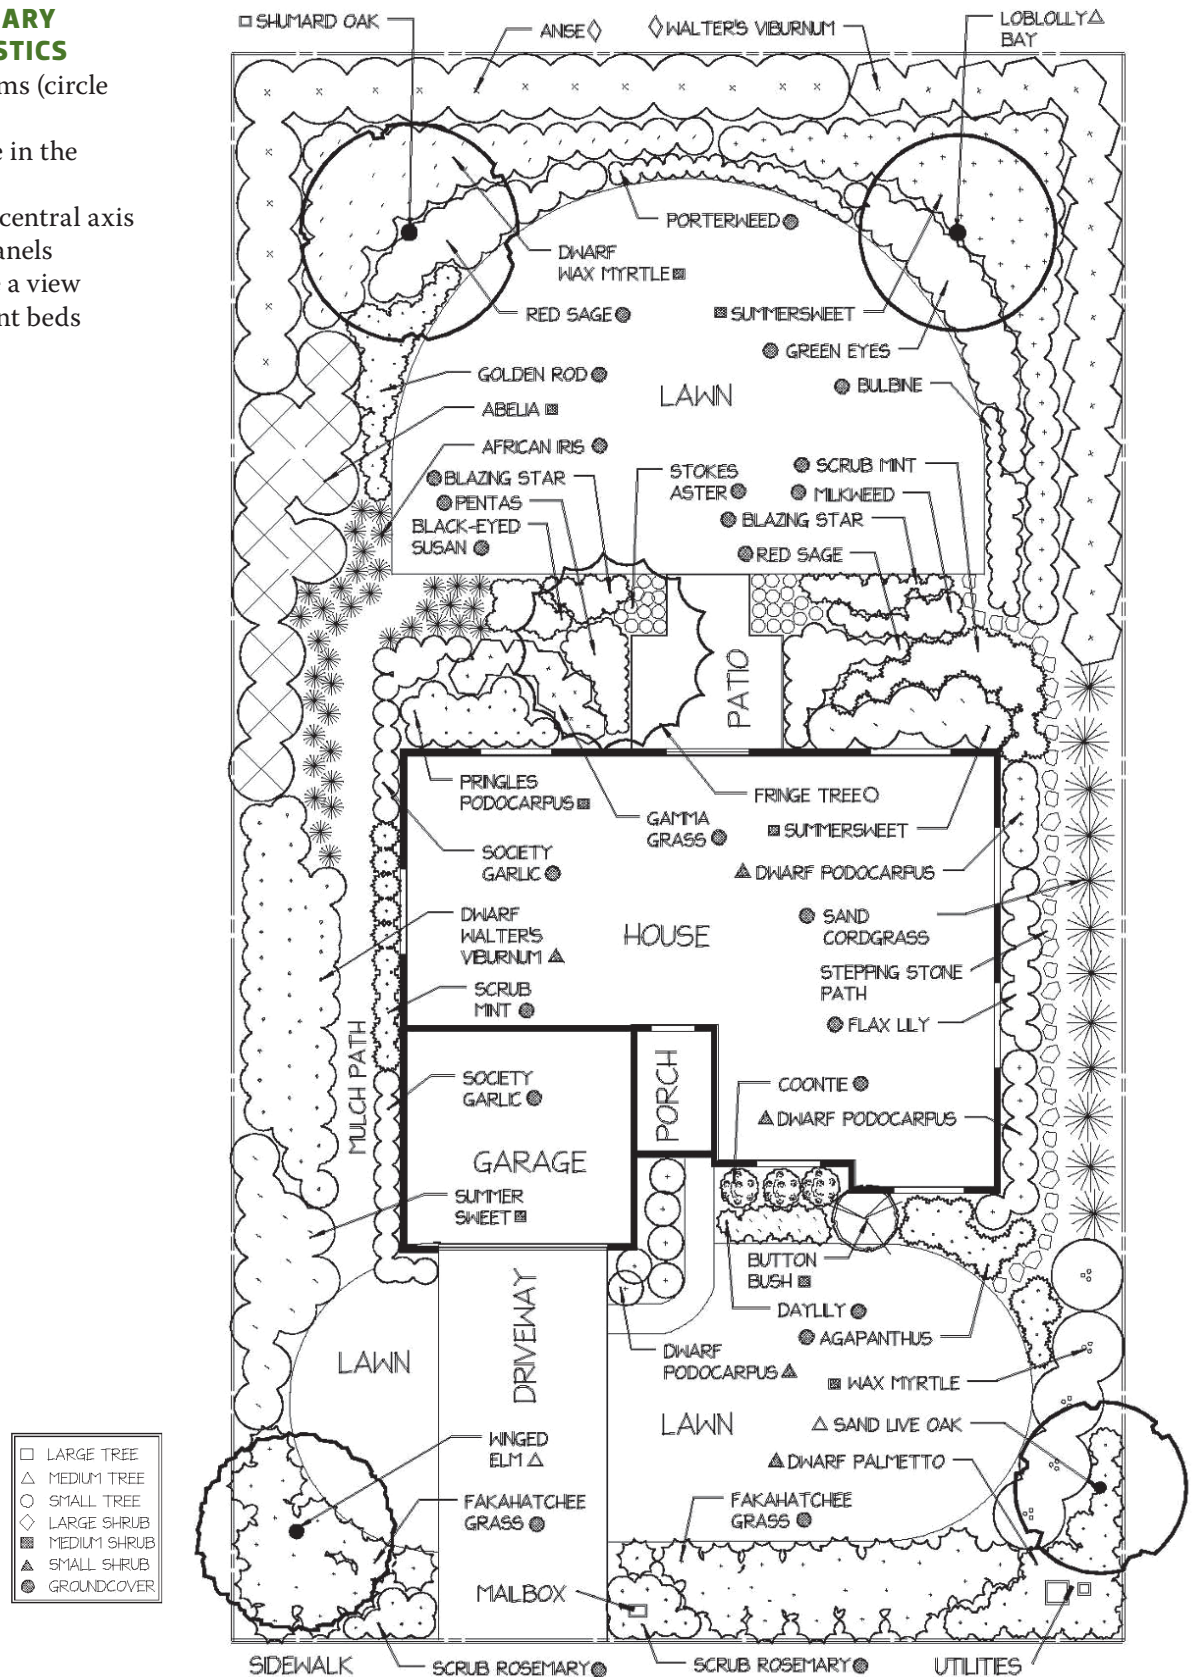 ARY
STICS
ms (circle
e in the
central axis
anels
e a view
nt beds
SHUMARD OAK
ANISE
WALTER'S VIBURNUM
LOBLOLLY
BAY
PORTERWEED
DWARF
WAX MYRTLE
RED SAGE
SUMMERSWEET
GREEN EYES
GOLDEN ROD
LAWN
BULBINE
ABELIA
AFRICAN IRIS
BLAZING STAR
PENTAS
BLACK-EYED
SUSAN
STOKES
ASTER
SCRUB MINT
MILKWEED
BLAZING STAR
RED SAGE
PATIO
PRINGLES
PODOCARPUS
GAMMA
GRASS
FRINGE TREE
SUMMERSWEET
SOCIETY
GARLIC
DWARF PODOCARPUS
DWARF
WALTER'S
VIBURNUM
HOUSE
SAND
CORDGRASS
STEPPING STONE
PATH
SCRUB
MINT
FLAX LILY
MULCH PATH
SOCIETY
GARLIC
PORCH
COONTIE
DWARF PODOCARPUS
GARAGE
SUMMER
SWEET
BUTTON
BUSH
DAYLILY
AGAPANTHUS
DRIVEWAY
LAWN
DWARF
PODOCARPUS
WAX MYRTLE
LAWN
SAND LIVE OAK
WINGED
ELM
DWARF PALMETTO
FAKAHATCHEE
GRASS
FAKAHATCHEE
GRASS
LARGE TREE
MEDIUM TREE
SMALL TREE
LARGE SHRUB
MEDIUM SHRUB
SMALL SHRUB
GROUNDCOVER
MAILBOX
SIDEWALK
SCRUB ROSEMARY
SCRUB ROSEMARY
UTILITIES